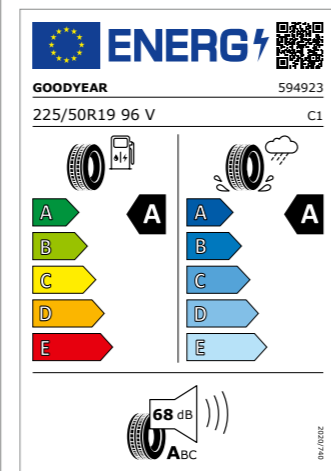 ENERG
GOODYEAR 594923
225/50R19 96 V C1
A A A A
B B
C C
D D
E E
68 dB
ABC
2020/740